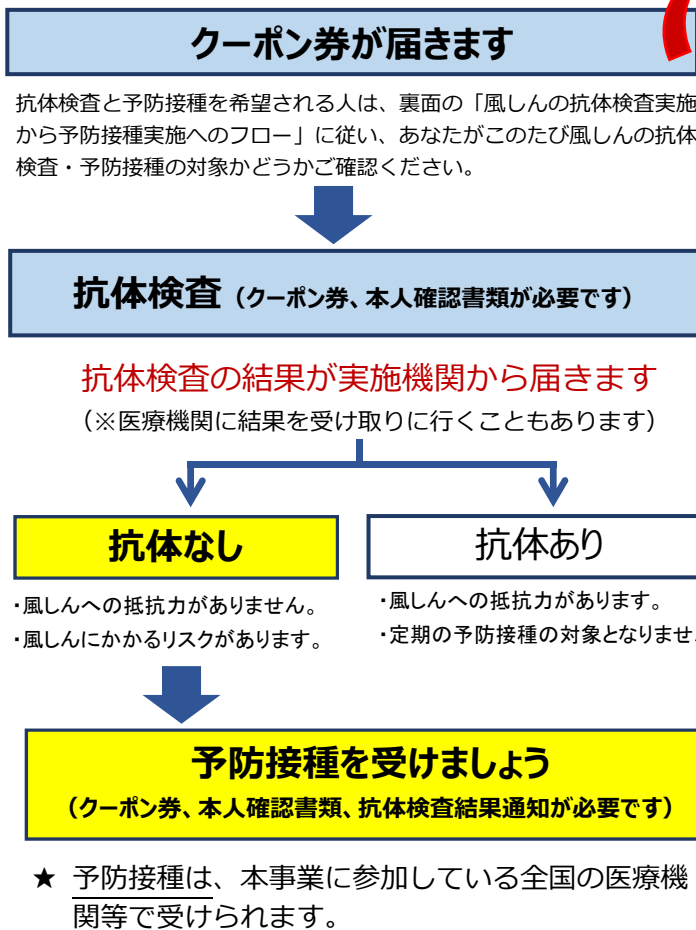 クーポン券が届きます
抗体検査と予防接種を希望される人は、裏面の「風しんの抗体検査実施
から予防接種実施へのフロー」に従い、あなたがこのたび風しんの抗体
検査・予防接種の対象かどうかご確認ください。
抗体検査（クーポン券、本人確認書類が必要です）
抗体検査の結果が実施機関から届きます
（※医療機関に結果を受け取りに行くこともあります）
抗体なし
・風しんへの抵抗力がありません。
・風しんにかかるリスクがあります。
抗体あり
・風しんへの抵抗力があります。
・定期の予防接種の対象となりませ
予防接種を受けましょう
（クーポン券、本人確認書類、抗体検査結果通知が必要です）
★ 予防接種は、本事業に参加している全国の医療機
関等で受けられます。